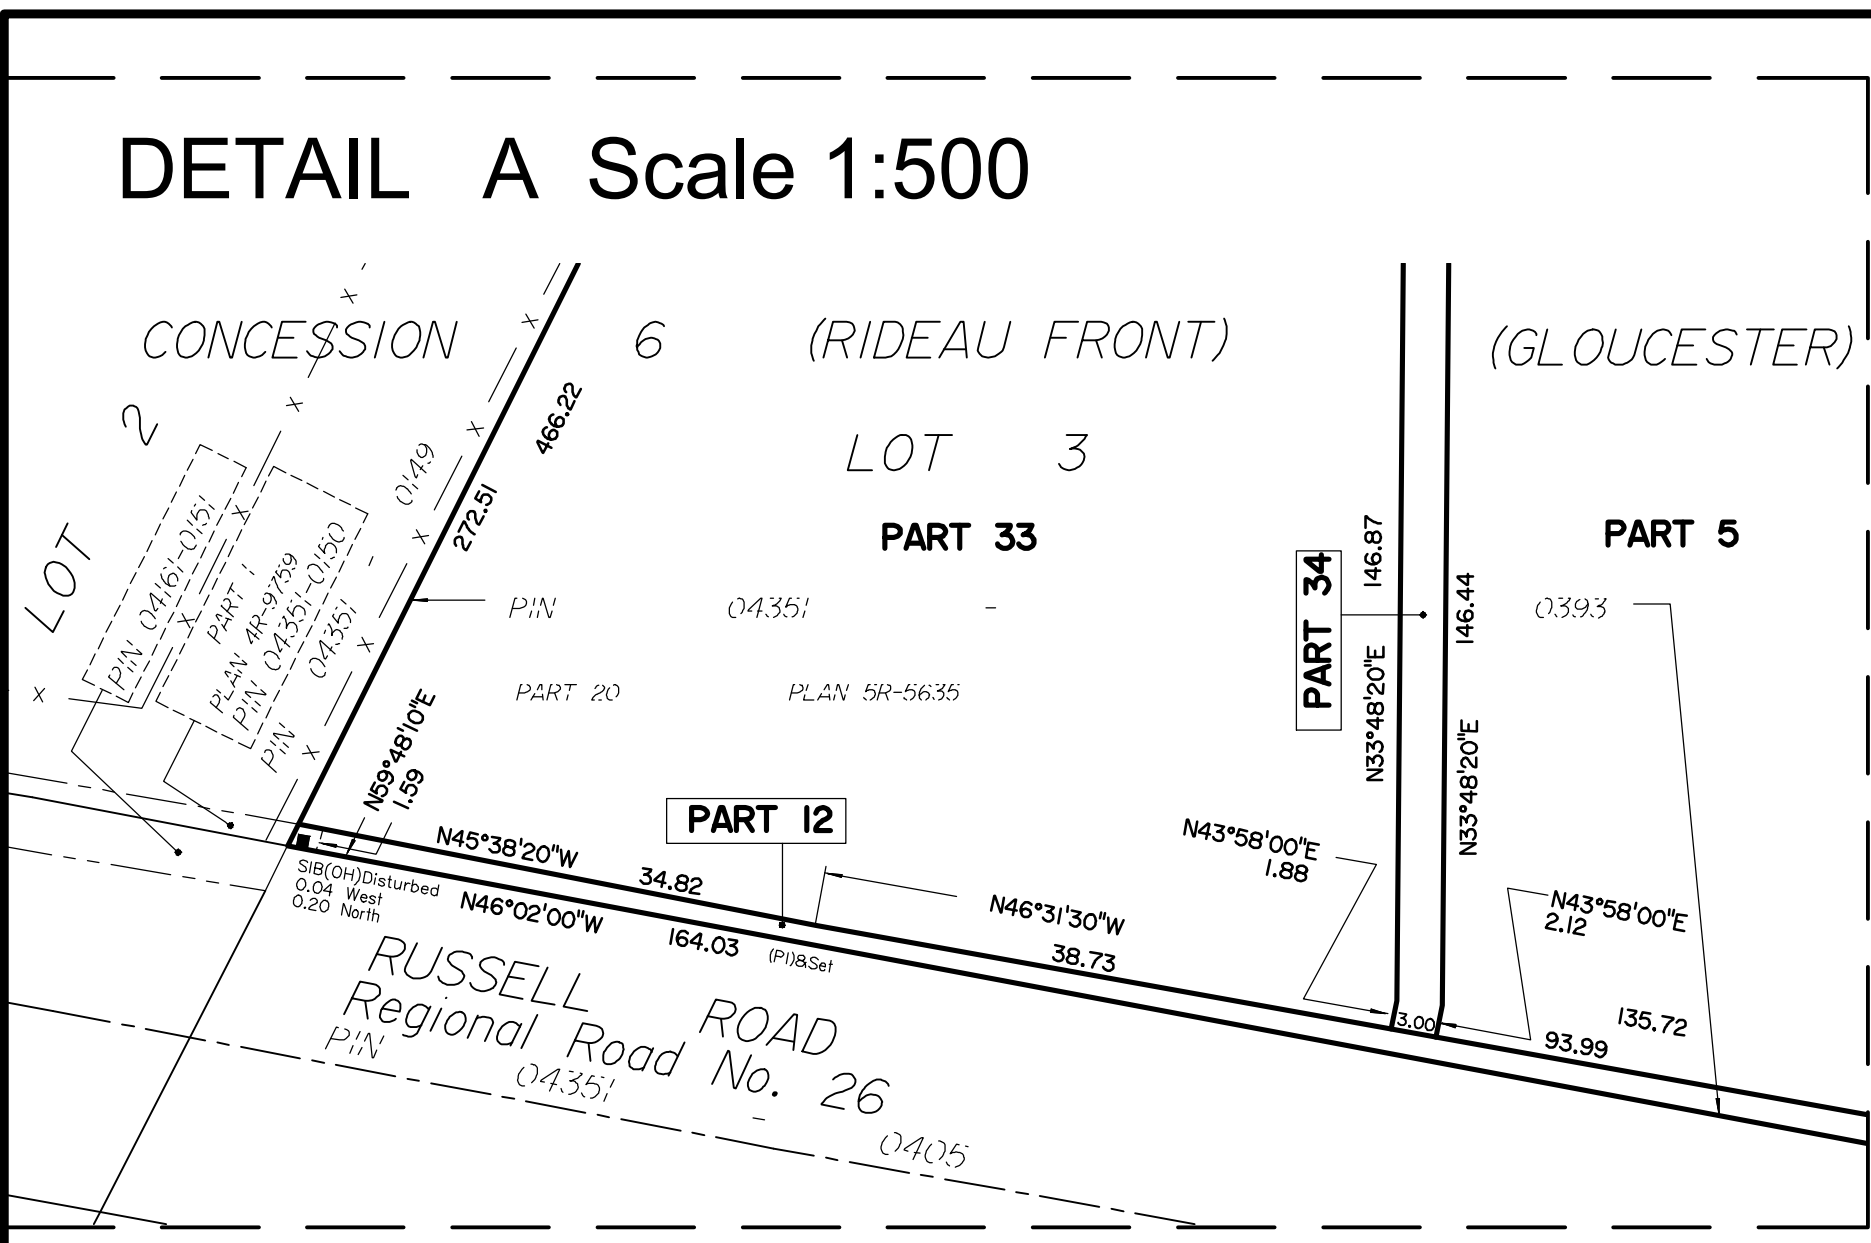 DETAIL A Scale 1:500
CONCESSION 6 (RIDEAU FRONT) (GLOUCESTER)
LOT 2
LOT 3
466.22
272.51
PIN 04161-0151
PART 1
PLAN 4R-9759
PIN 04351-0150
PIN 04351 - 0149
PART 33
PART 34
PART 5
146.87
N33°48'20"E
146.44
N33°48'20"E
PIN 04351 - 0393
PART 20 PLAN 5R-5635
N59°48'10"E
1.59
PART 12
N45°38'20"W
34.82
N43°58'00"E
1.88
SIB(OH)Disturbed
0.04 West
0.20 North
N46°02'00"W
164.03
(P1)&Set
N46°31'30"W
38.73
N43°58'00"E
2.12
3.00
93.99
135.72
RUSSELL ROAD
Regional Road No. 26
PIN 04351 - 0405